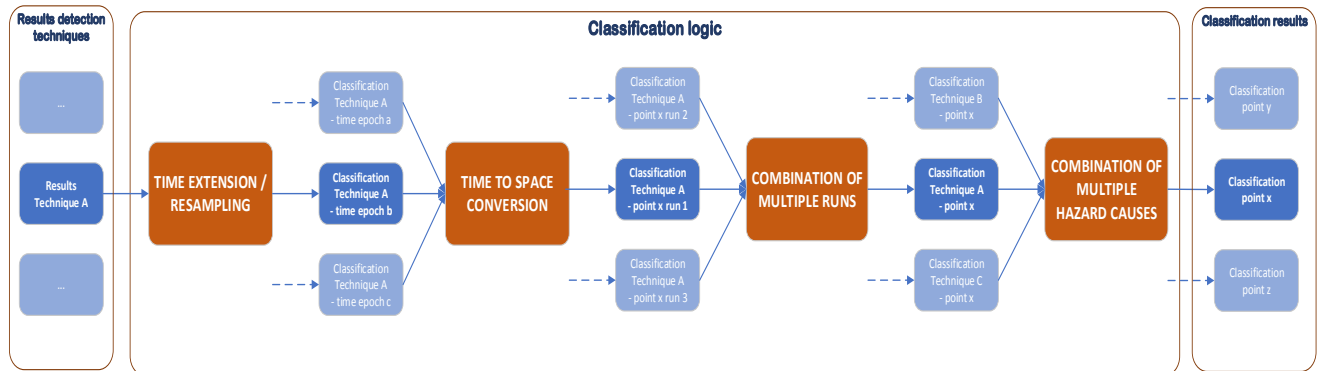 Results detection
techniques
...
Results
Technique A
...
Classification logic
TIME EXTENSION /
RESAMPLING
Classification
Technique A
- time epoch a
Classification
Technique A
- time epoch b
Classification
Technique A
- time epoch c
TIME TO SPACE
CONVERSION
Classification
Technique A
- point x run 2
Classification
Technique A
- point x run 1
Classification
Technique A
- point x run 3
COMBINATION OF
MULTIPLE RUNS
Classification
Technique B
- point x
Classification
Technique A
- point x
Classification
Technique C
- point x
COMBINATION OF
MULTIPLE
HAZARD CAUSES
Classification results
Classification
point y
Classification
point x
Classification
point z